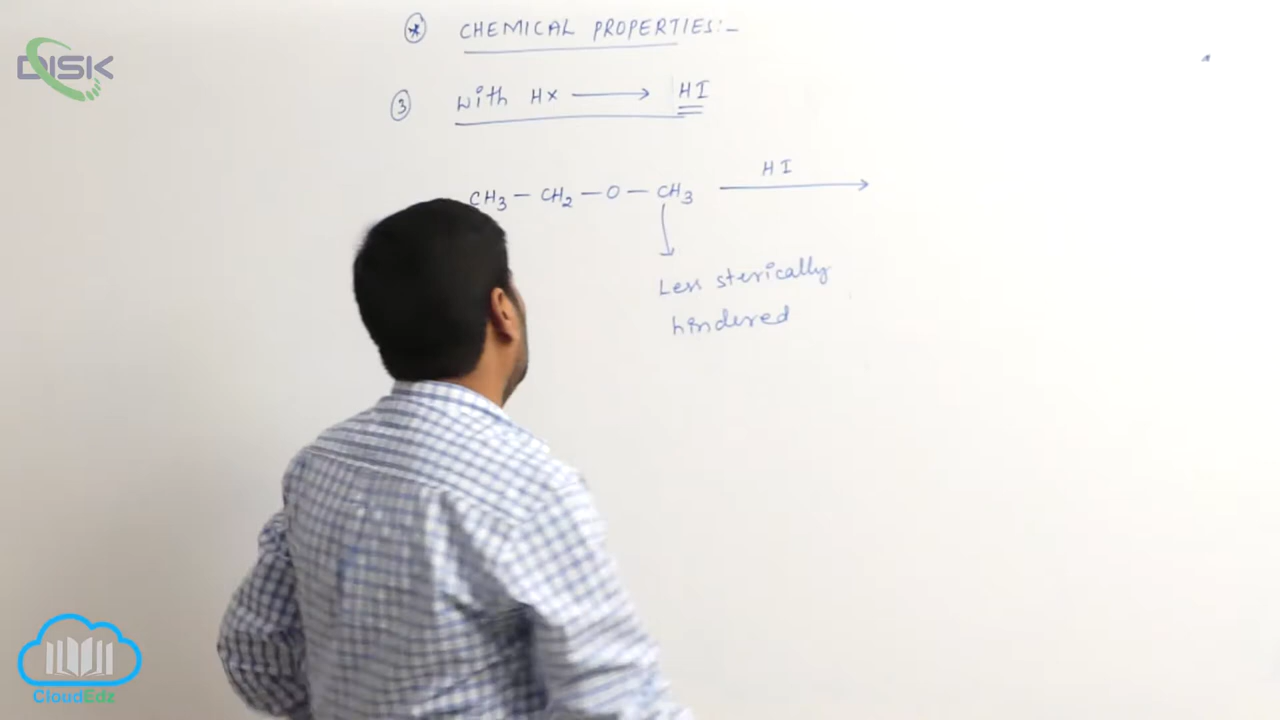 DISK
* CHEMICAL PROPERTIES:-
3 With HX ⟶ HI
CH3 - CH2 - O - CH3 ⟶ HI
Less sterically
hindered
CloudEdz